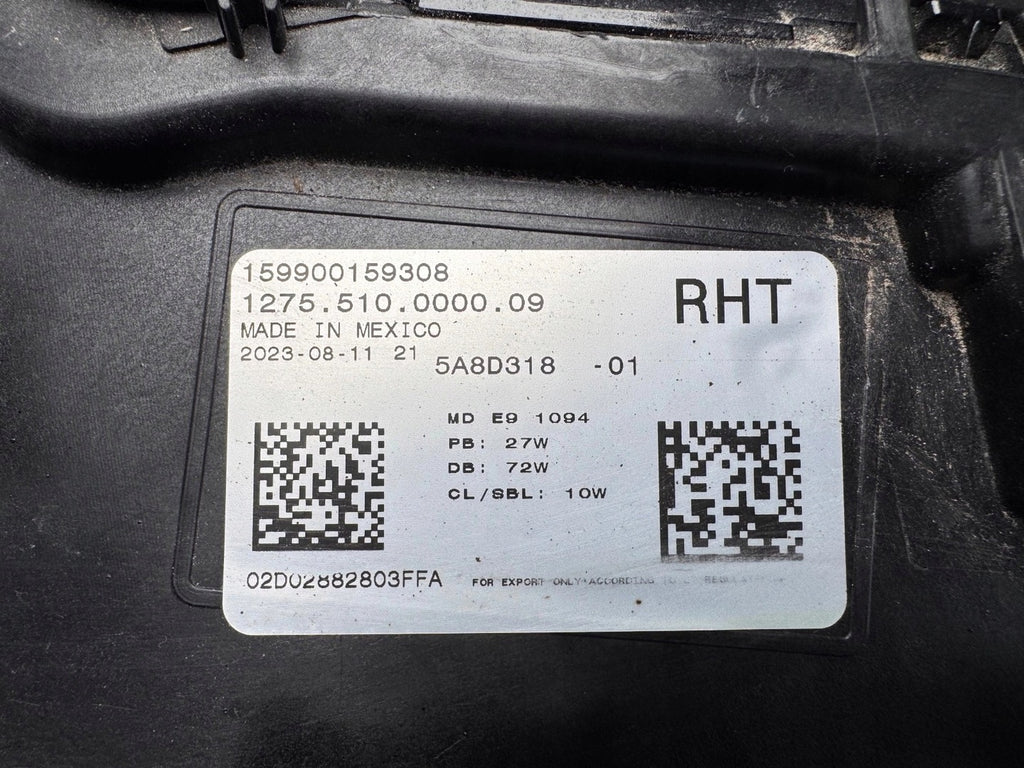 159900159308
1275.510.0000.09
RHT
MADE IN MEXICO
2023-08-11 21
5A8D318 -01
MD E9 1094
PB: 27W
DB: 72W
CL/SBL: 10W
02D02882803FFA
FOR EXPORT ONLY ACCORDING